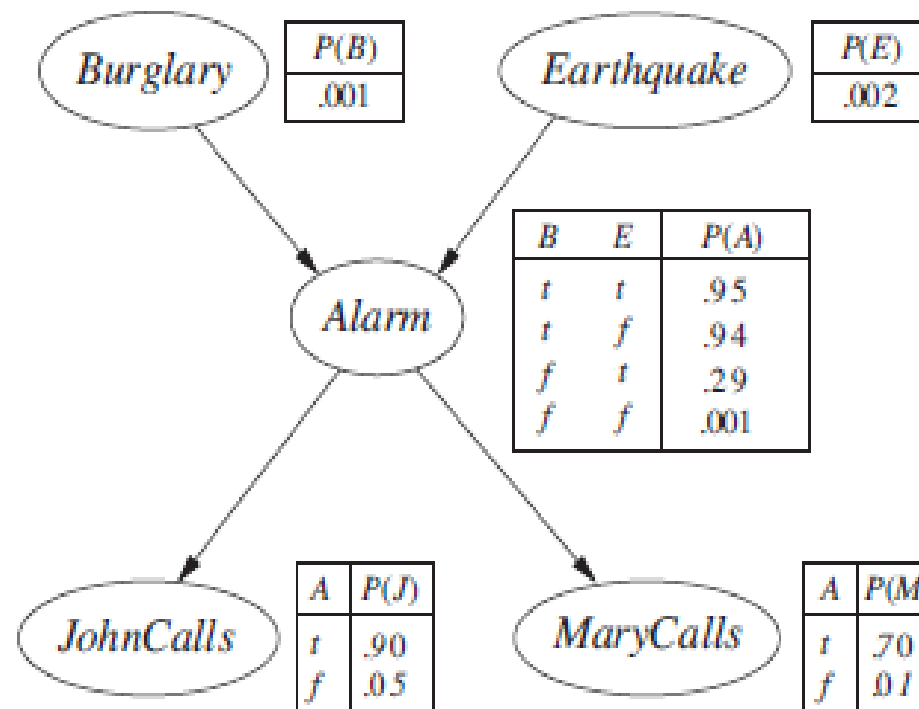 Burglary
P(B)
.001
Earthquake
P(E)
.002
B E P(A)
t t .95
t f .94
f t .29
f f .001
Alarm
JohnCalls
A P(J)
t .90
f .05
MaryCalls
A P(M
t .70
f .01